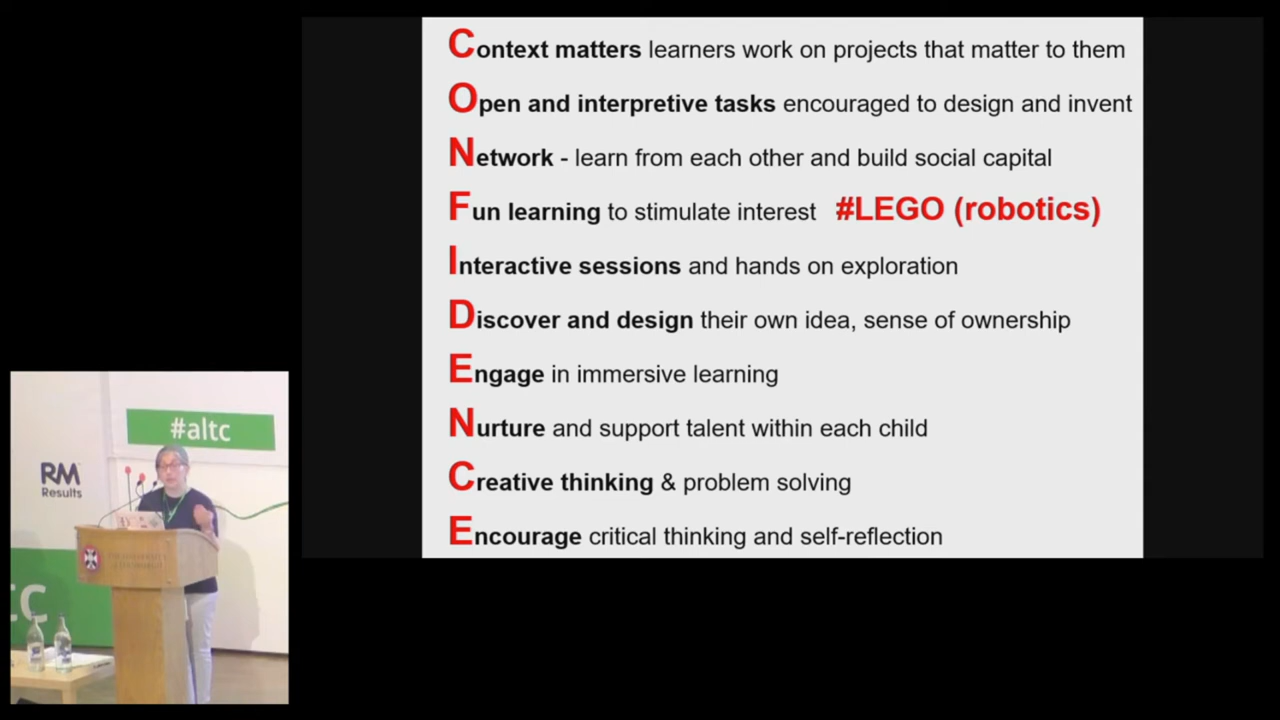 Context matters learners work on projects that matter to them
Open and interpretive tasks encouraged to design and invent
Network - learn from each other and build social capital
Fun learning to stimulate interest #LEGO (robotics)
Interactive sessions and hands on exploration
Discover and design their own idea, sense of ownership
Engage in immersive learning
Nurture and support talent within each child
Creative thinking & problem solving
Encourage critical thinking and self-reflection
#altc
RM
Results
tc